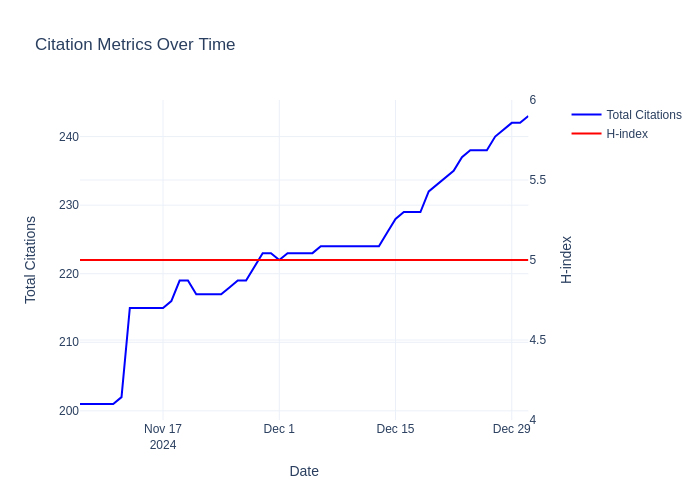 Citation Metrics Over Time
Total Citations
H-index
240
230
220
210
200
6
5.5
5
4.5
4
Nov 17
2024
Dec 1
Dec 15
Dec 29
Date
Total Citations
H-index